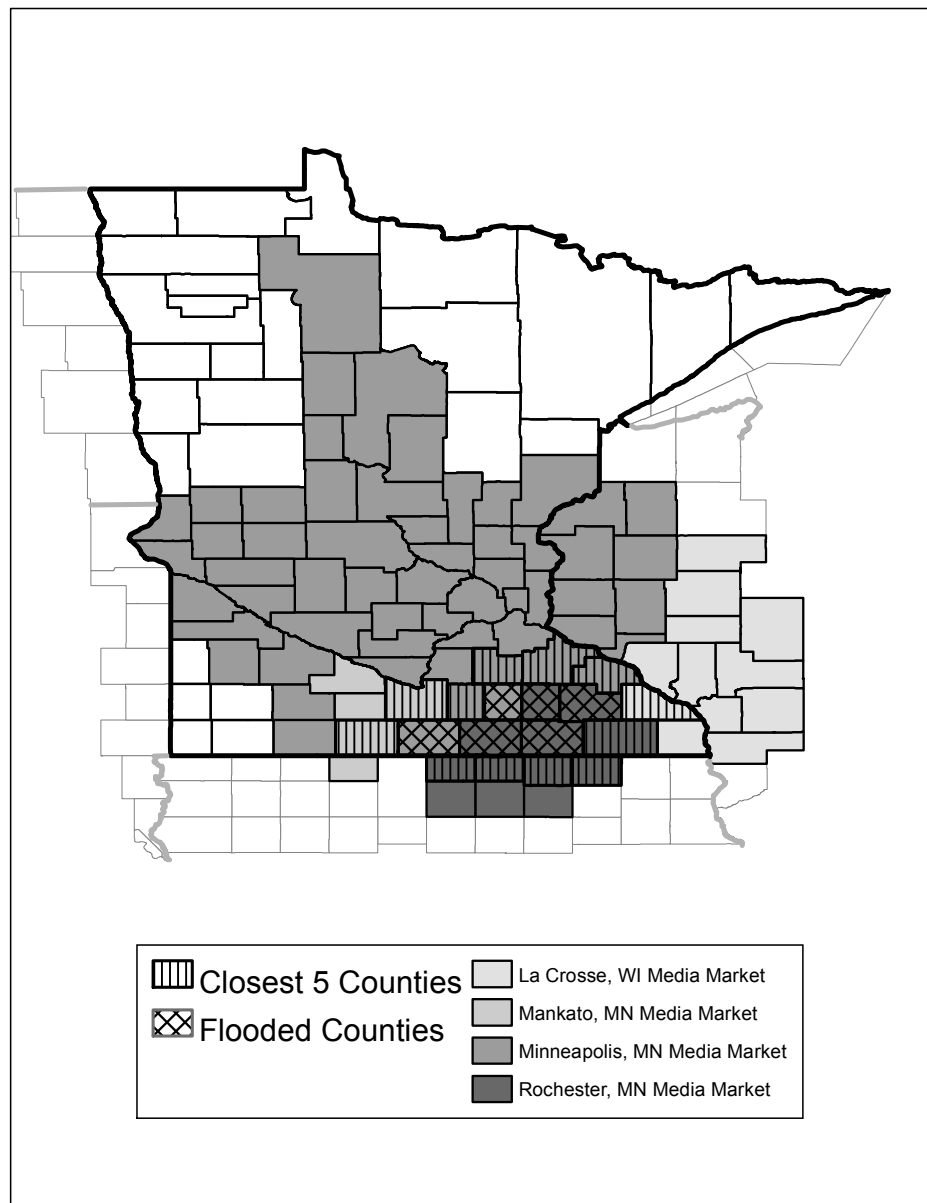 Closest 5 Counties
Flooded Counties
La Crosse, WI Media Market
Mankato, MN Media Market
Minneapolis, MN Media Market
Rochester, MN Media Market